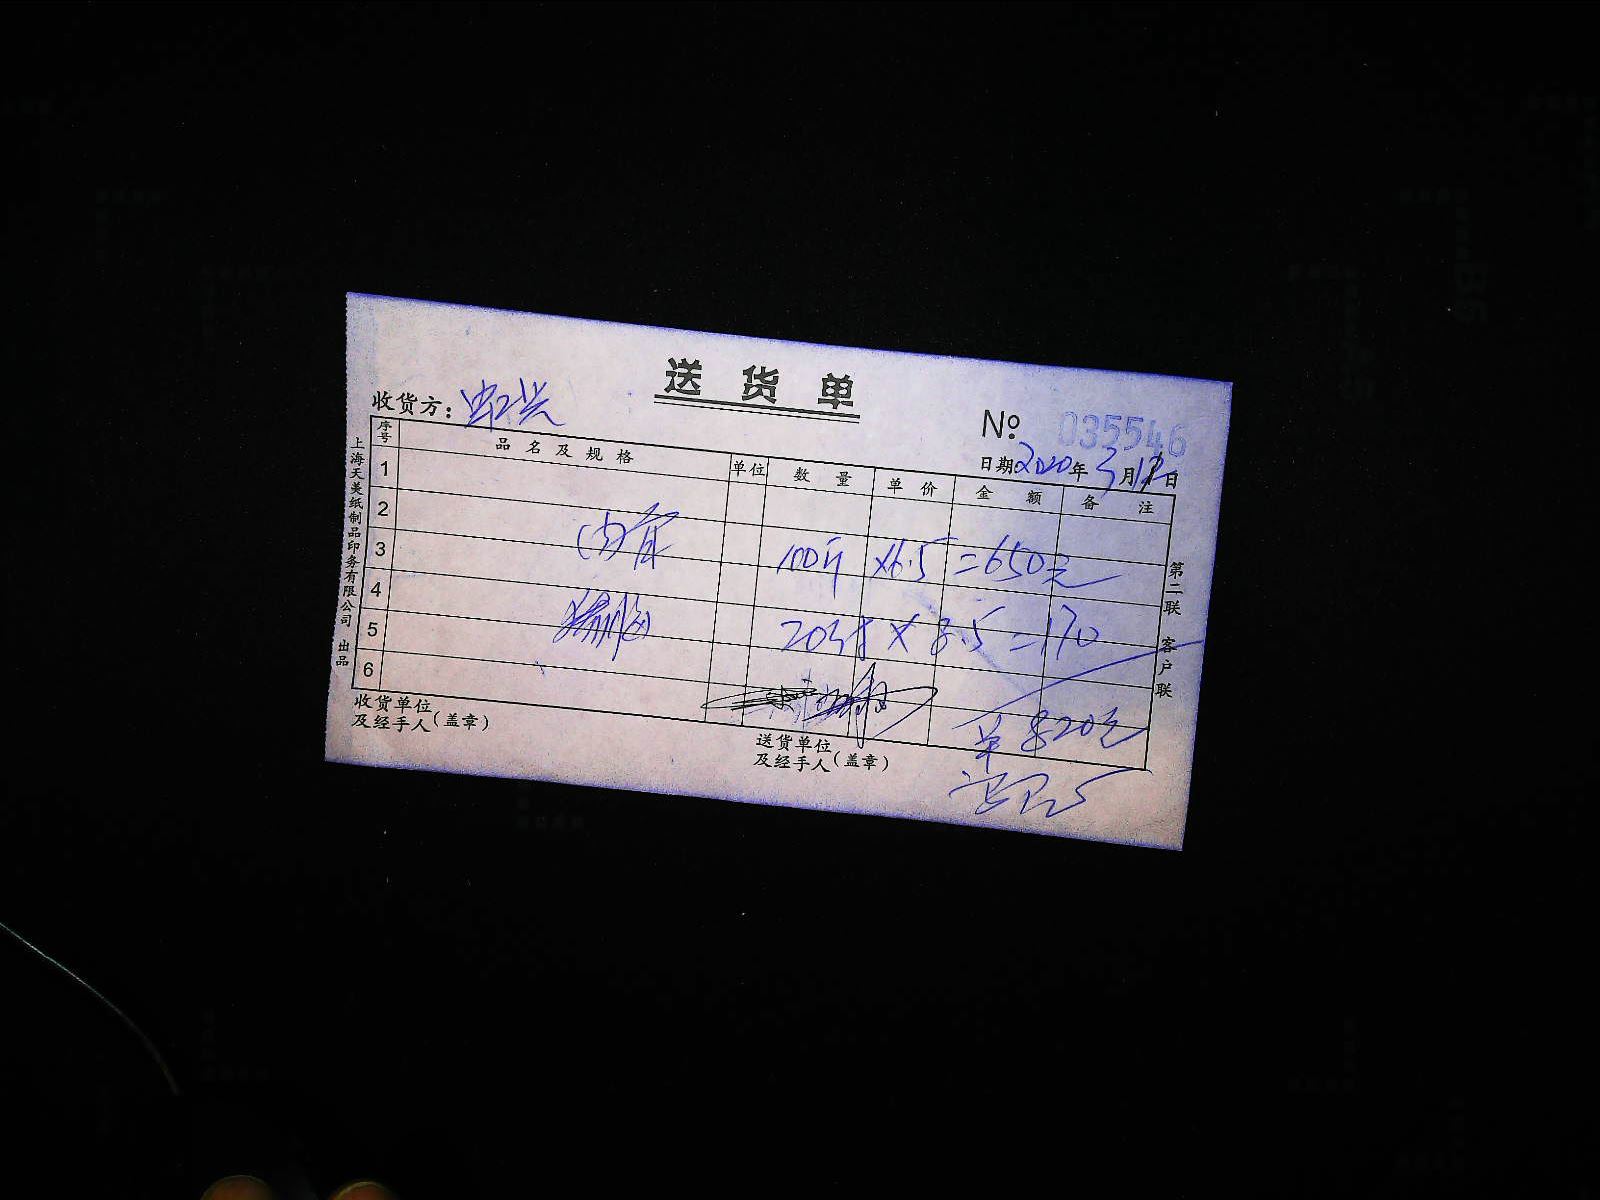 送货单
收货方：
№ 035546
日期 2020年3月12日
序号 品名及规格 单位 数量 单价 金额 备注
1
2
3 100斤 ×6.5 =650元
4
5 20斤 × 8.5 =170
6
共820元
收货单位
及经手人（盖章）
送货单位
及经手人（盖章）
上海天美纸制品印务有限公司 出品
第二联 客户联